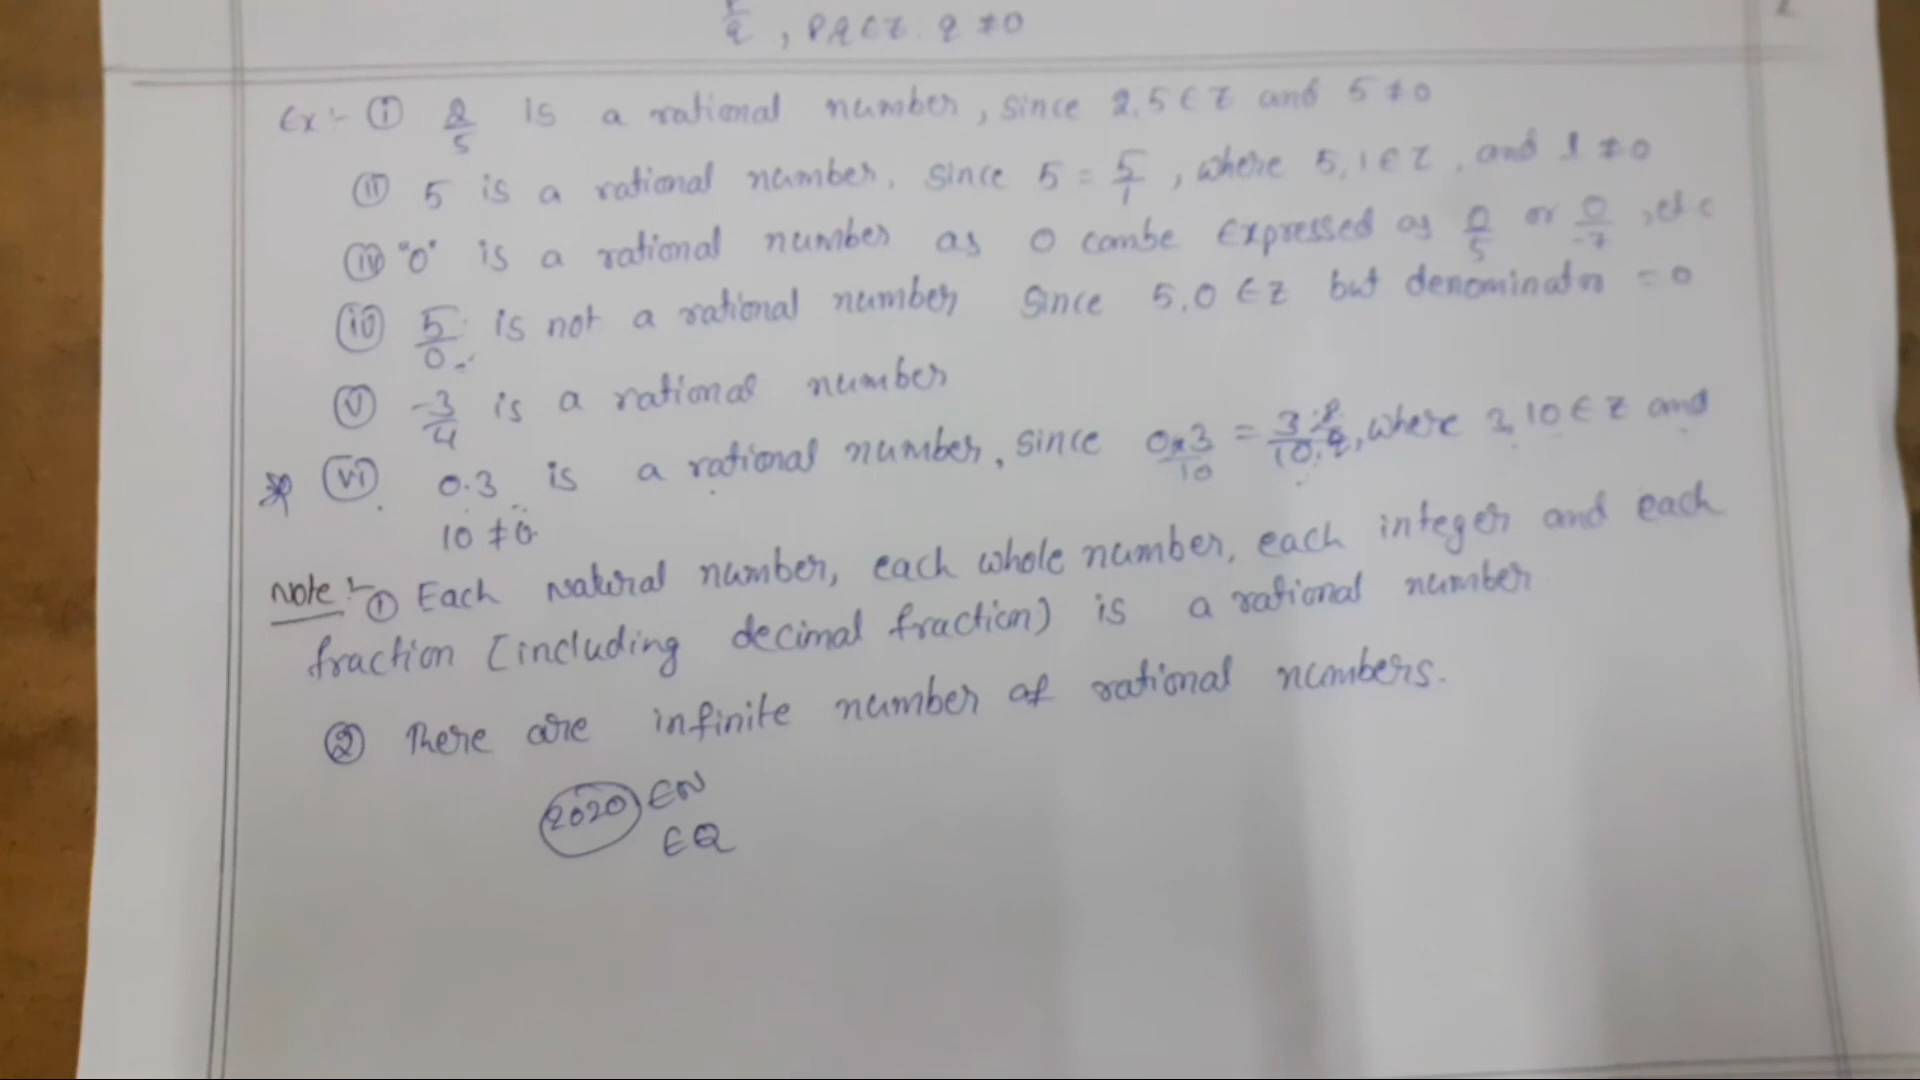 p/q , P,q ∈ Z. q ≠ 0
Ex :- (i) 2/5 is a rational number, since 2,5 ∈ Z and 5 ≠ 0
(ii) 5 is a rational number, since 5 = 5/1, where 5,1 ∈ Z, and 1 ≠ 0
(iv) "0" is a rational number as 0 canbe expressed as 0/5 or 0/-7, etc
(iii) 5/0 is not a rational number since 5,0 ∈ Z but denominator = 0
(v) -3/4 is a rational number
(vi) 0.3 is a rational number, since 0×3/10 = 3/10 p/q, where 3,10 ∈ Z and
10 ≠ 0
Note :- (1) Each natural number, each whole number, each integer and each
fraction [including decimal fraction) is a rational number
(2) There are infinite number of rational numbers.
2020 ∈ N
∈ Q